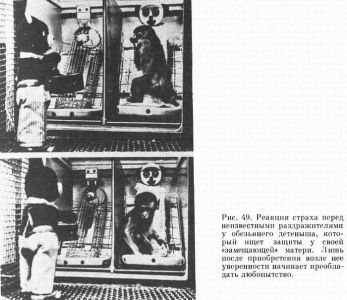 Рис. 49. Реакция страха перед
неизвестными раздражителями
у обезьяньего детеныша, кото-
рый ищет защиты у своей
«замещающей» матери. Лишь
после приобретения возле нее
уверенности начинает преобла-
дать любопытство.